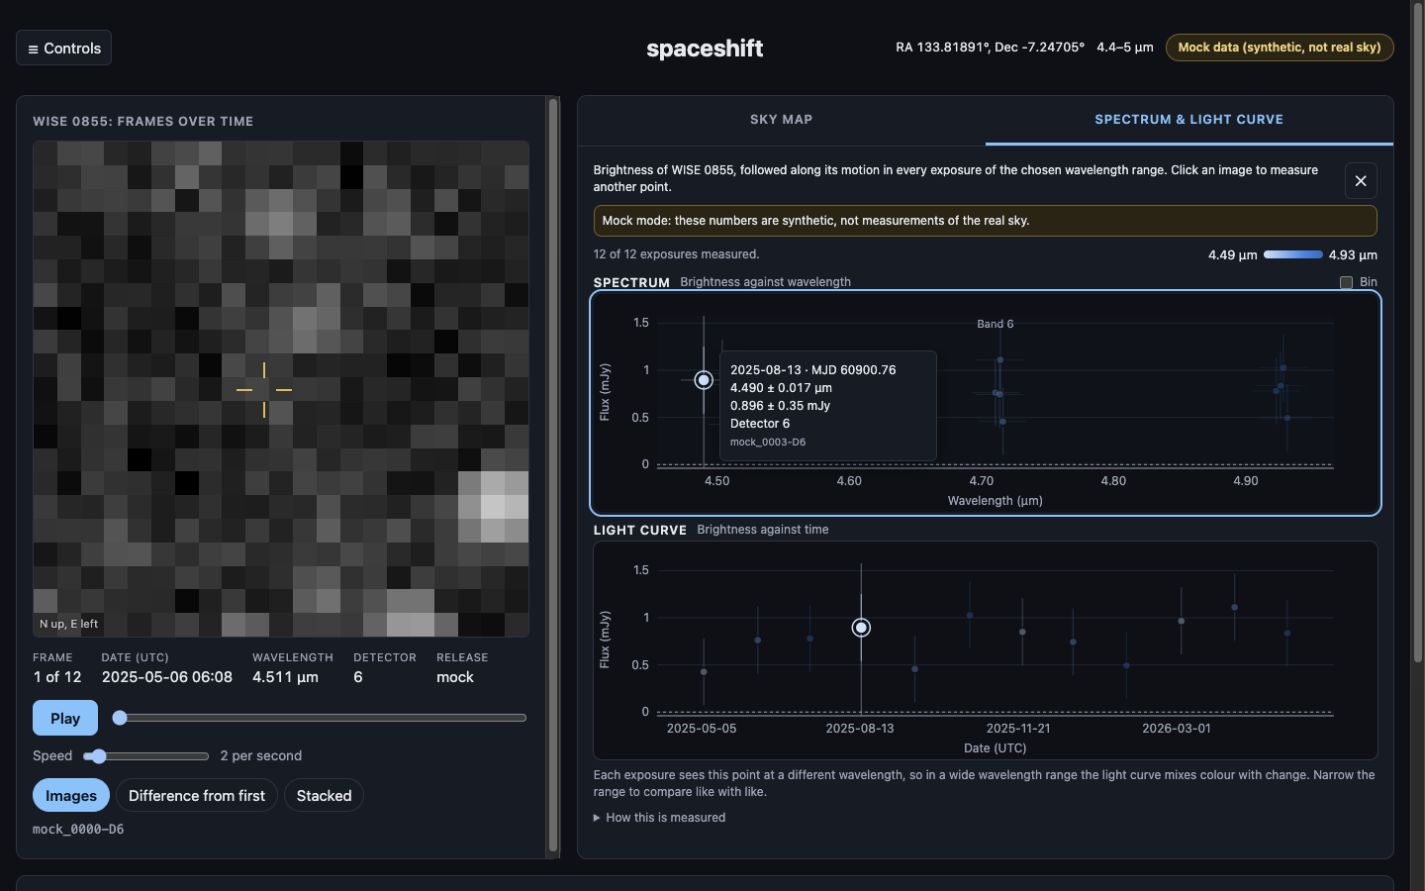 ≡ Controls
spaceshift
RA 133.81891°, Dec -7.24705° 4.4–5 µm Mock data (synthetic, not real sky)
WISE 0855: FRAMES OVER TIME
N up, E left
FRAME DATE (UTC) WAVELENGTH DETECTOR RELEASE
1 of 12 2025-05-06 06:08 4.511 µm 6 mock
Play
Speed 2 per second
Images Difference from first Stacked
mock_0000-D6
SKY MAP SPECTRUM & LIGHT CURVE
Brightness of WISE 0855, followed along its motion in every exposure of the chosen wavelength range. Click an image to measure
another point.
Mock mode: these numbers are synthetic, not measurements of the real sky.
12 of 12 exposures measured. 4.49 µm 4.93 µm
SPECTRUM Brightness against wavelength Bin
Flux (mJy)
1.5
1
0.5
0
Band 6
2025-08-13 · MJD 60900.76
4.490 ± 0.017 µm
0.896 ± 0.35 mJy
Detector 6
mock_0003-D6
4.50 4.60 4.70 4.80 4.90
Wavelength (µm)
LIGHT CURVE Brightness against time
Flux (mJy)
1.5
1
0.5
0
2025-05-05 2025-08-13 2025-11-21 2026-03-01
Date (UTC)
Each exposure sees this point at a different wavelength, so in a wide wavelength range the light curve mixes colour with change. Narrow the
range to compare like with like.
How this is measured